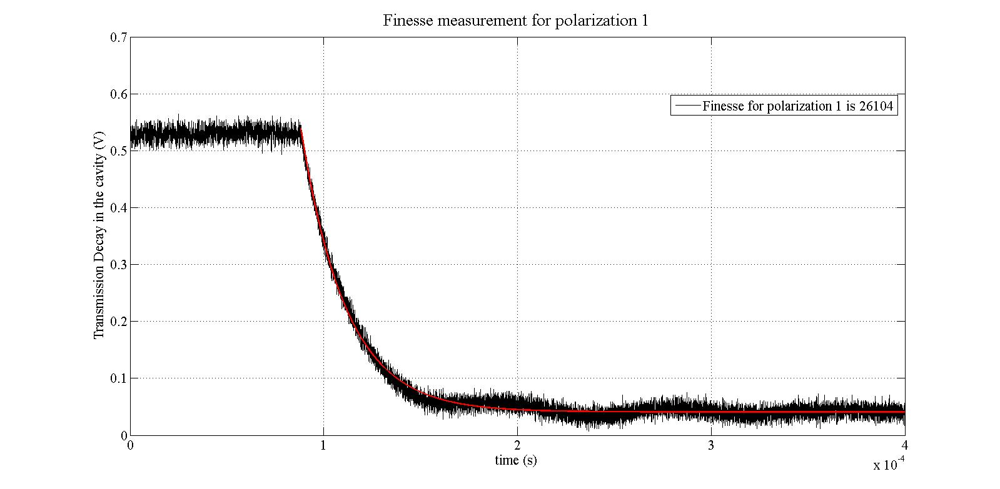 Finesse measurement for polarization 1
0.7
0.6
0.5
0.4
0.3
0.2
0.1
0
Transmission Decay in the cavity (V)
Finesse for polarization 1 is 26104
0 1 2 3 4
time (s)
x 10-4